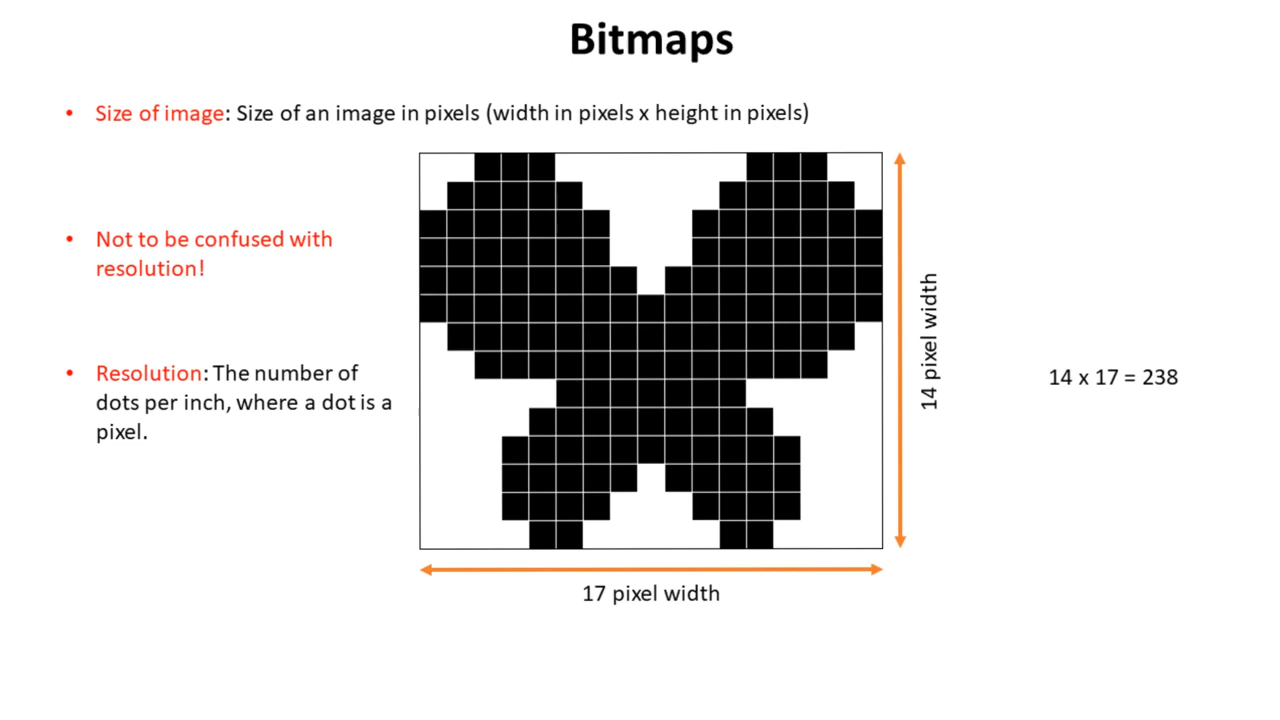 Bitmaps
• Size of image: Size of an image in pixels (width in pixels x height in pixels)
• Not to be confused with
resolution!
• Resolution: The number of
dots per inch, where a dot is a
pixel.
14 pixel width
14 x 17 = 238
17 pixel width